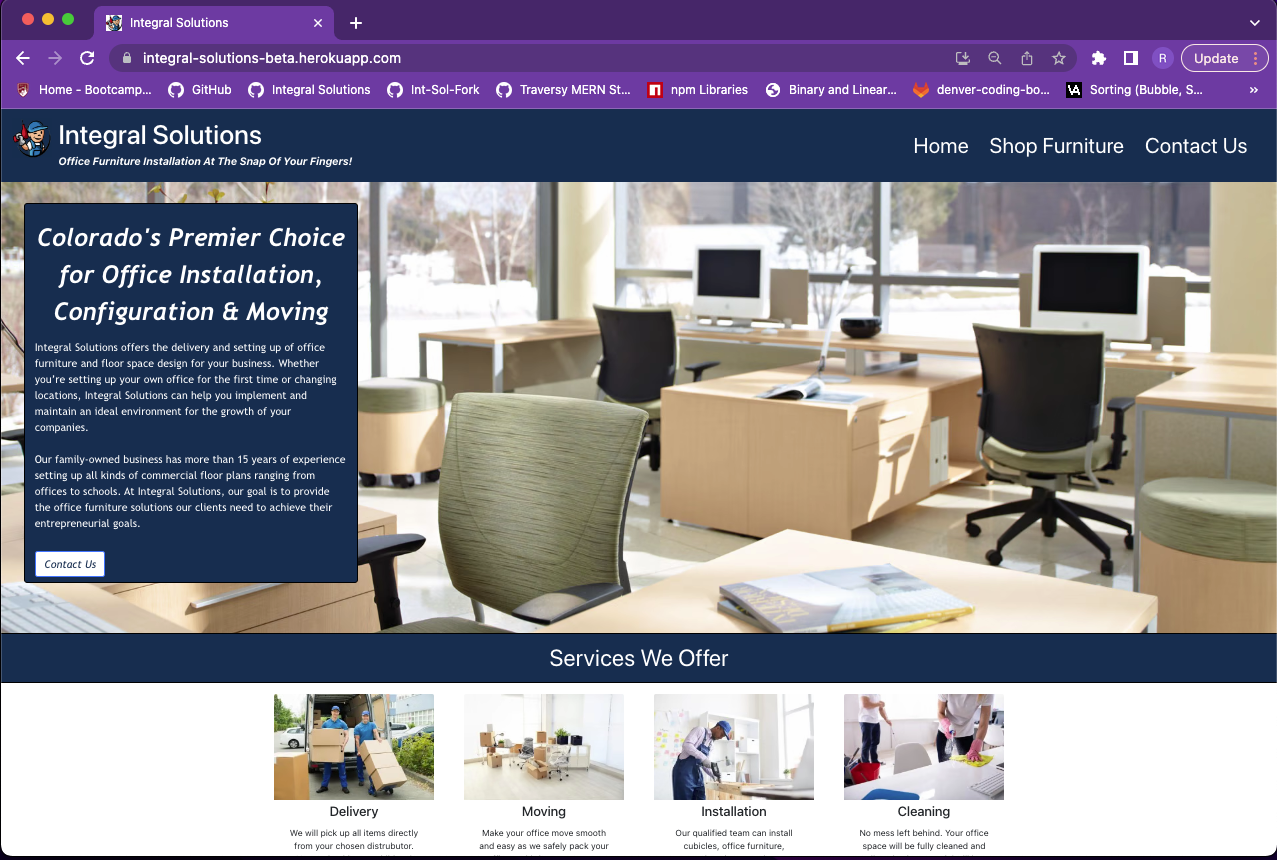 Integral Solutions
integral-solutions-beta.herokuapp.com
R
Update
Home - Bootcamp...
GitHub
Integral Solutions
Int-Sol-Fork
Traversy MERN St...
npm Libraries
Binary and Linear...
denver-coding-bo...
Sorting (Bubble, S...
»
Integral Solutions
Office Furniture Installation At The Snap Of Your Fingers!
Home
Shop Furniture
Contact Us
Colorado's Premier Choice
for Office Installation,
Configuration & Moving
Integral Solutions offers the delivery and setting up of office
furniture and floor space design for your business. Whether
you're setting up your own office for the first time or changing
locations, Integral Solutions can help you implement and
maintain an ideal environment for the growth of your
companies.
Our family-owned business has more than 15 years of experience
setting up all kinds of commercial floor plans ranging from
offices to schools. At Integral Solutions, our goal is to provide
the office furniture solutions our clients need to achieve their
entrepreneurial goals.
Contact Us
Services We Offer
Delivery
We will pick up all items directly
from your chosen distrubutor.
Moving
Make your office move smooth
and easy as we safely pack your
Installation
Our qualified team can install
cubicles, office furniture,
Cleaning
No mess left behind. Your office
space will be fully cleaned and